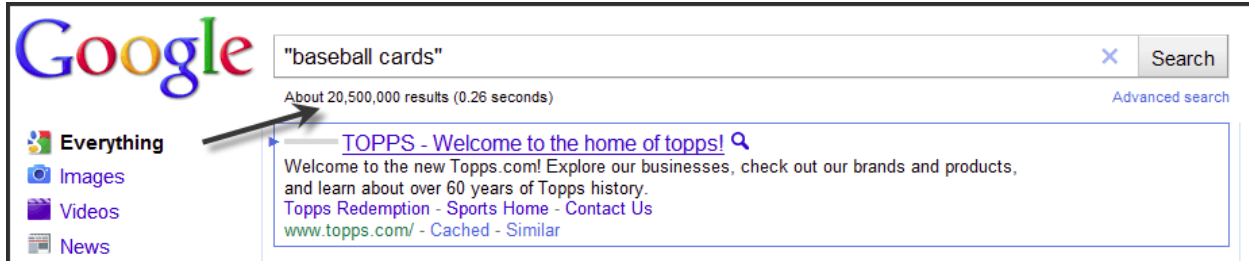 Google
"baseball cards"
Search
About 20,500,000 results (0.26 seconds)
Advanced search
Everything
Images
Videos
News
TOPPS - Welcome to the home of topps!
Welcome to the new Topps.com! Explore our businesses, check out our brands and products,
and learn about over 60 years of Topps history.
Topps Redemption - Sports Home - Contact Us
www.topps.com/ - Cached - Similar